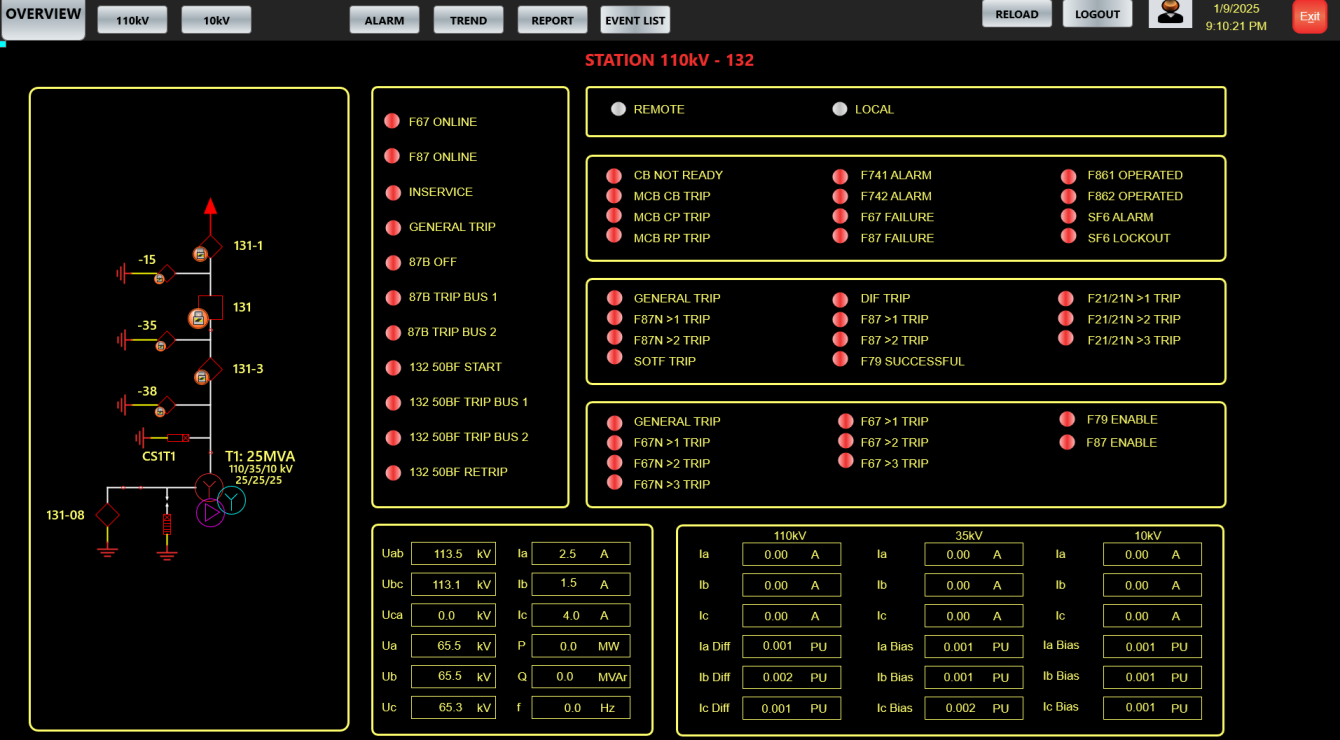 OVERVIEW 110kV 10kV ALARM TREND REPORT EVENT LIST RELOAD LOGOUT 1/9/2025 Exit
9:10:21 PM
STATION 110kV - 132
131-1
-15
131
-35
131-3
-38
CS1T1
T1: 25MVA
110/35/10 kV
25/25/25
131-08
F67 ONLINE
F87 ONLINE
INSERVICE
GENERAL TRIP
87B OFF
87B TRIP BUS 1
87B TRIP BUS 2
132 50BF START
132 50BF TRIP BUS 1
132 50BF TRIP BUS 2
132 50BF RETRIP
REMOTE LOCAL
CB NOT READY F741 ALARM F861 OPERATED
MCB CB TRIP F742 ALARM F862 OPERATED
MCB CP TRIP F67 FAILURE SF6 ALARM
MCB RP TRIP F87 FAILURE SF6 LOCKOUT
GENERAL TRIP DIF TRIP F21/21N >1 TRIP
F87N >1 TRIP F87 >1 TRIP F21/21N >2 TRIP
F87N >2 TRIP F87 >2 TRIP F21/21N >3 TRIP
SOTF TRIP F79 SUCCESSFUL
GENERAL TRIP F67 >1 TRIP F79 ENABLE
F67N >1 TRIP F67 >2 TRIP F87 ENABLE
F67N >2 TRIP F67 >3 TRIP
F67N >3 TRIP
Uab 113.5 kV Ia 2.5 A
Ubc 113.1 kV Ib 1.5 A
Uca 0.0 kV Ic 4.0 A
Ua 65.5 kV P 0.0 MW
Ub 65.5 kV Q 0.0 MVAr
Uc 65.3 kV f 0.0 Hz
110kV 35kV 10kV
Ia 0.00 A Ia 0.00 A Ia 0.00 A
Ib 0.00 A Ib 0.00 A Ib 0.00 A
Ic 0.00 A Ic 0.00 A Ic 0.00 A
Ia Diff 0.001 PU Ia Bias 0.001 PU Ia Bias 0.001 PU
Ib Diff 0.002 PU Ib Bias 0.001 PU Ib Bias 0.001 PU
Ic Diff 0.001 PU Ic Bias 0.002 PU Ic Bias 0.001 PU